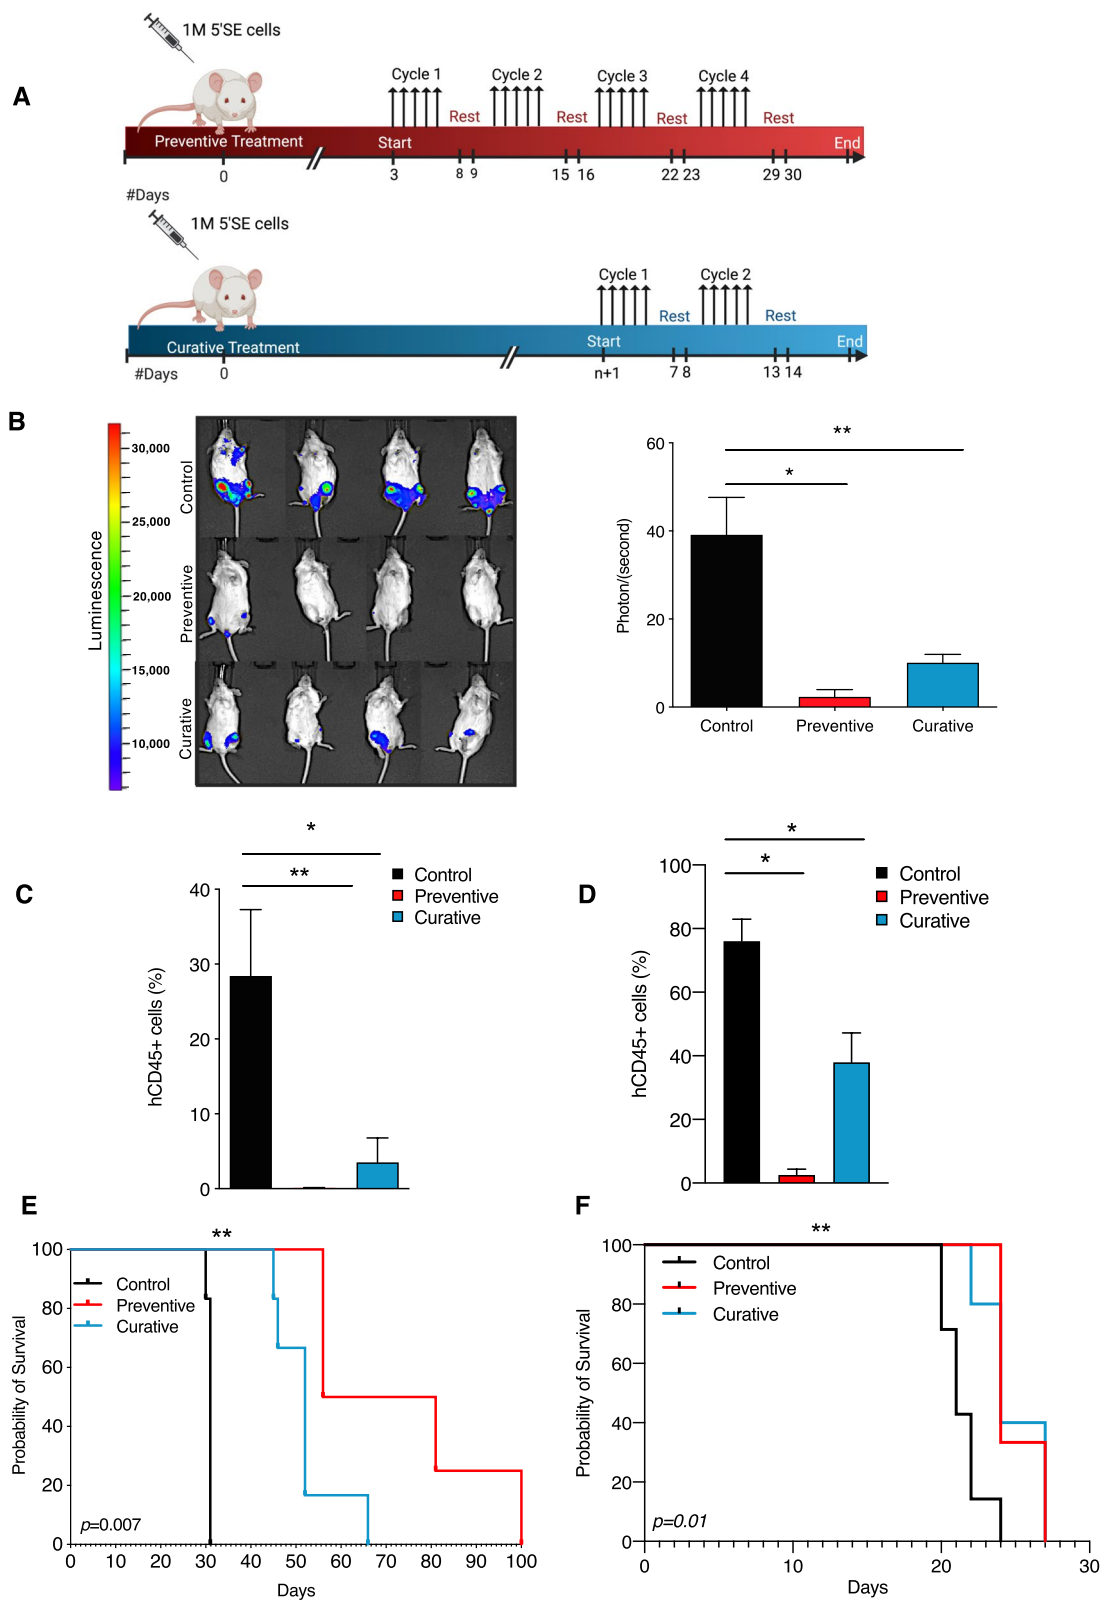 A
1M 5'SE cells
Cycle 1 Cycle 2 Cycle 3 Cycle 4
Rest Rest Rest Rest
Preventive Treatment Start End
0 3 8 9 15 16 22 23 29 30
#Days
1M 5'SE cells
Cycle 1 Cycle 2
Rest Rest
Curative Treatment Start End
#Days 0 n+1 7 8 13 14
B
Luminescence
30,000
25,000
20,000
15,000
10,000
Control
Preventive
Curative
**
*
Photon/(second)
60
40
20
0
Control Preventive Curative
C
*
**
Control
Preventive
Curative
hCD45+ cells (%)
40
30
20
10
0
D
*
*
Control
Preventive
Curative
hCD45+ cells (%)
100
80
60
40
20
0
E
**
Control
Preventive
Curative
Probability of Survival
100
80
60
40
20
0
p=0.007
0 10 20 30 40 50 60 70 80 90 100
Days
F
**
Control
Preventive
Curative
Probability of Survival
100
80
60
40
20
0
p=0.01
0 10 20 30
Days